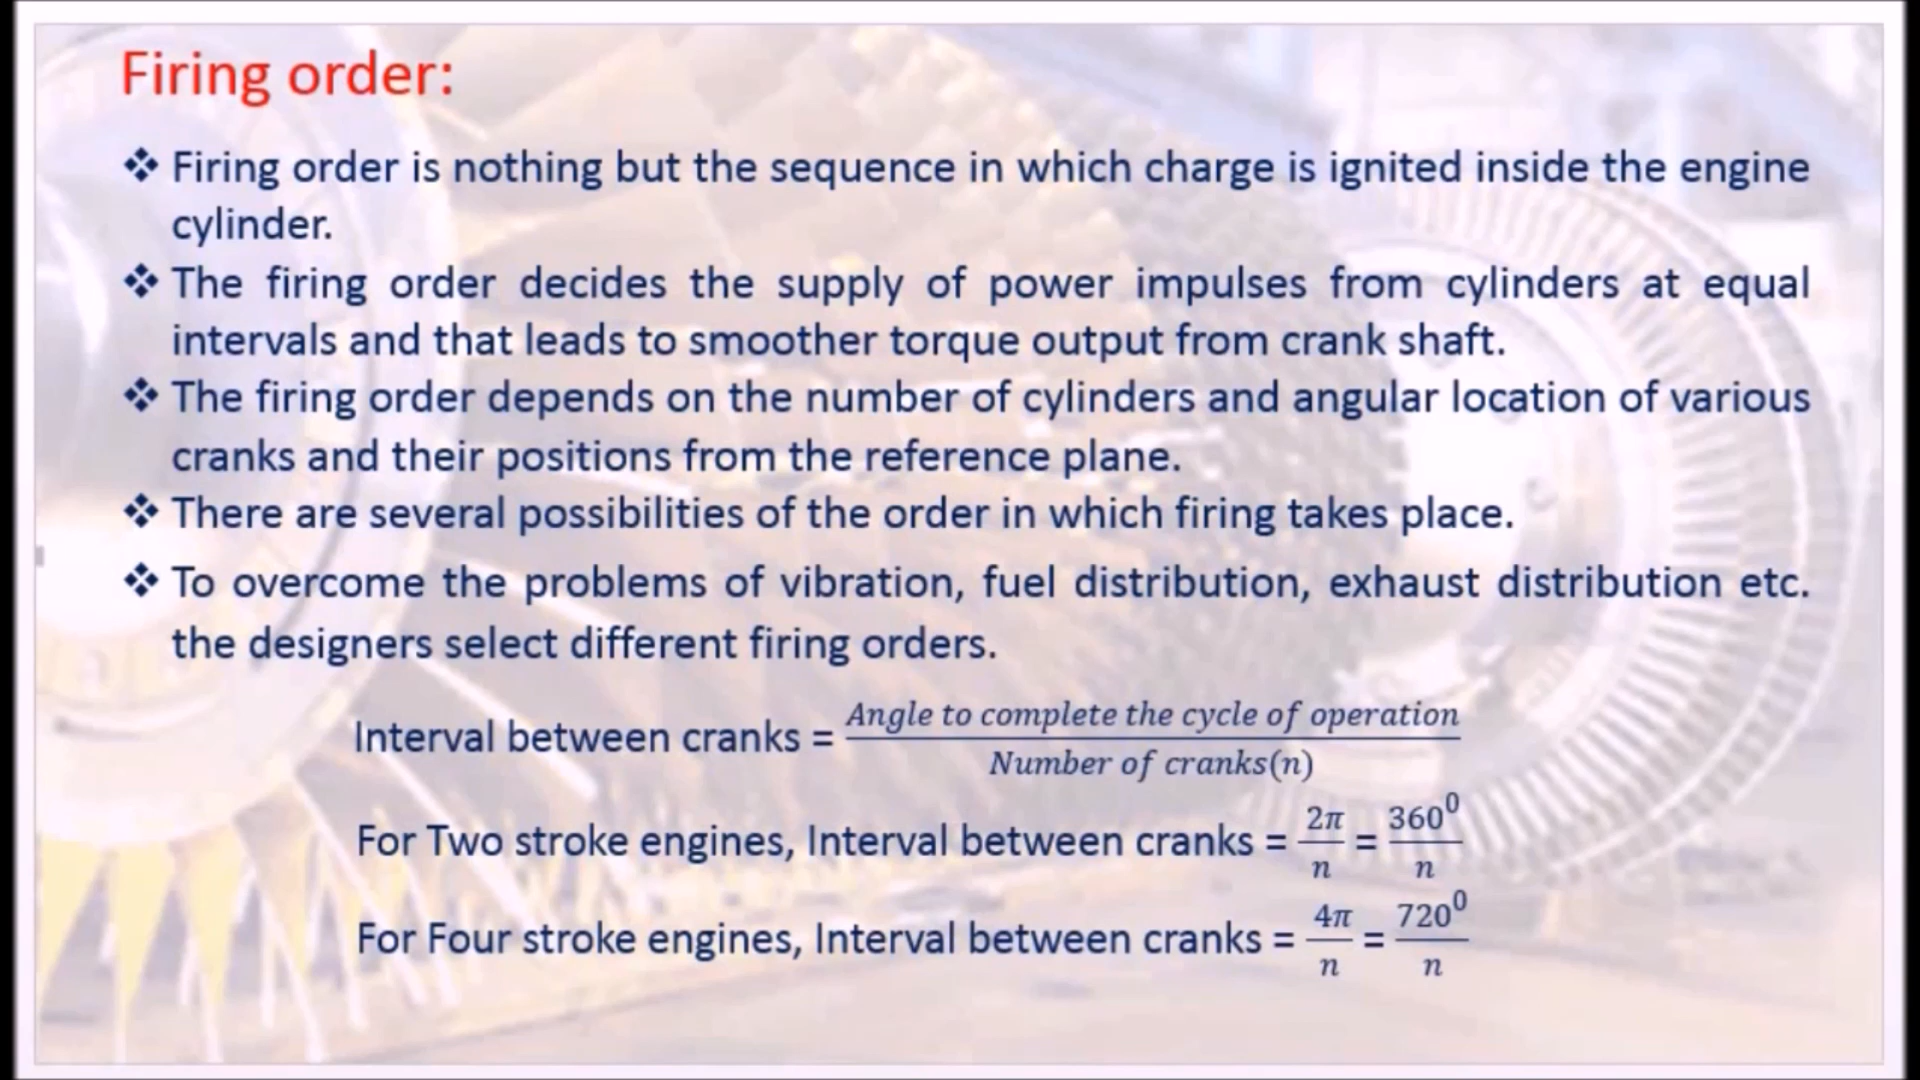 Firing order:
❖ Firing order is nothing but the sequence in which charge is ignited inside the engine
cylinder.
❖ The firing order decides the supply of power impulses from cylinders at equal
intervals and that leads to smoother torque output from crank shaft.
❖ The firing order depends on the number of cylinders and angular location of various
cranks and their positions from the reference plane.
❖ There are several possibilities of the order in which firing takes place.
❖ To overcome the problems of vibration, fuel distribution, exhaust distribution etc.
the designers select different firing orders.
Interval between cranks = Angle to complete the cycle of operation / Number of cranks(n)
For Two stroke engines, Interval between cranks = 2π/n = 360⁰/n
For Four stroke engines, Interval between cranks = 4π/n = 720⁰/n